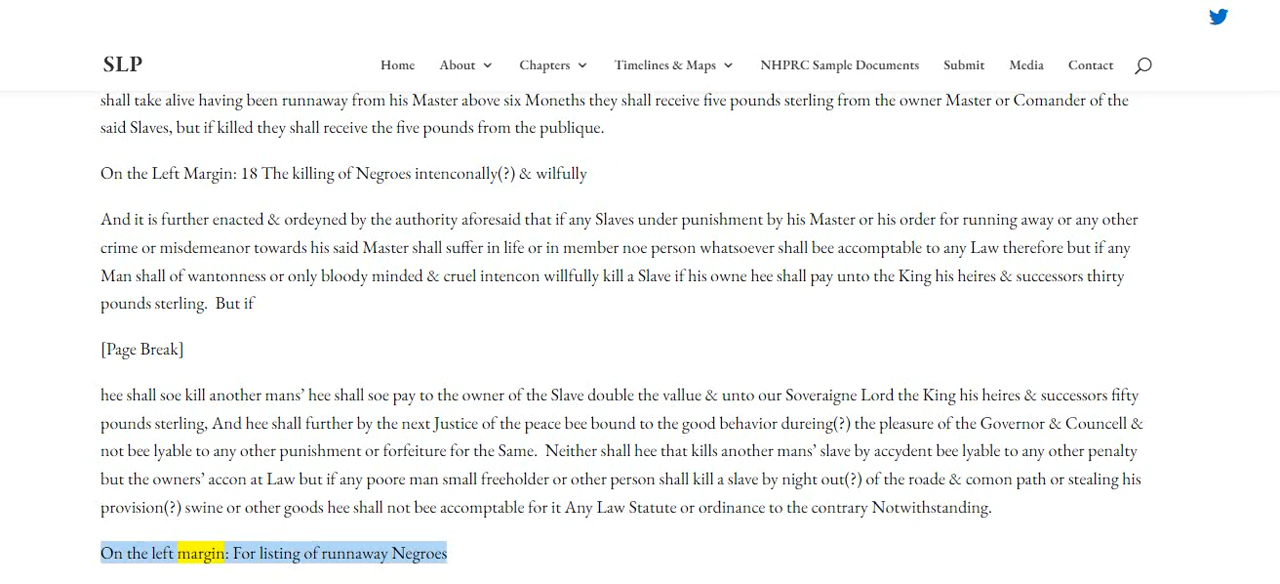 SLP
Home About Chapters Timelines & Maps NHPRC Sample Documents Submit Media Contact
shall take alive having been runnaway from his Master above six Moneths they shall receive five pounds sterling from the owner Master or Comander of the
said Slaves, but if killed they shall receive the five pounds from the publique.
On the Left Margin: 18 The killing of Negroes intenconally(?) & wilfully
And it is further enacted & ordeyned by the authority aforesaid that if any Slaves under punishment by his Master or his order for running away or any other
crime or misdemeanor towards his said Master shall suffer in life or in member noe person whatsoever shall bee accomptable to any Law therefore but if any
Man shall of wantonness or only bloody minded & cruel intencon willfully kill a Slave if his owne hee shall pay unto the King his heires & successors thirty
pounds sterling. But if
[Page Break]
hee shall soe kill another mans’ hee shall soe pay to the owner of the Slave double the vallue & unto our Soveraigne Lord the King his heires & successors fifty
pounds sterling, And hee shall further by the next Justice of the peace bee bound to the good behavior dureing(?) the pleasure of the Governor & Councell &
not bee lyable to any other punishment or forfeiture for the Same. Neither shall hee that kills another mans’ slave by accydent bee lyable to any other penalty
but the owners’ accon at Law but if any poore man small freeholder or other person shall kill a slave by night out(?) of the roade & comon path or stealing his
provision(?) swine or other goods hee shall not bee accomptable for it Any Law Statute or ordinance to the contrary Notwithstanding.
On the left margin: For listing of runnaway Negroes